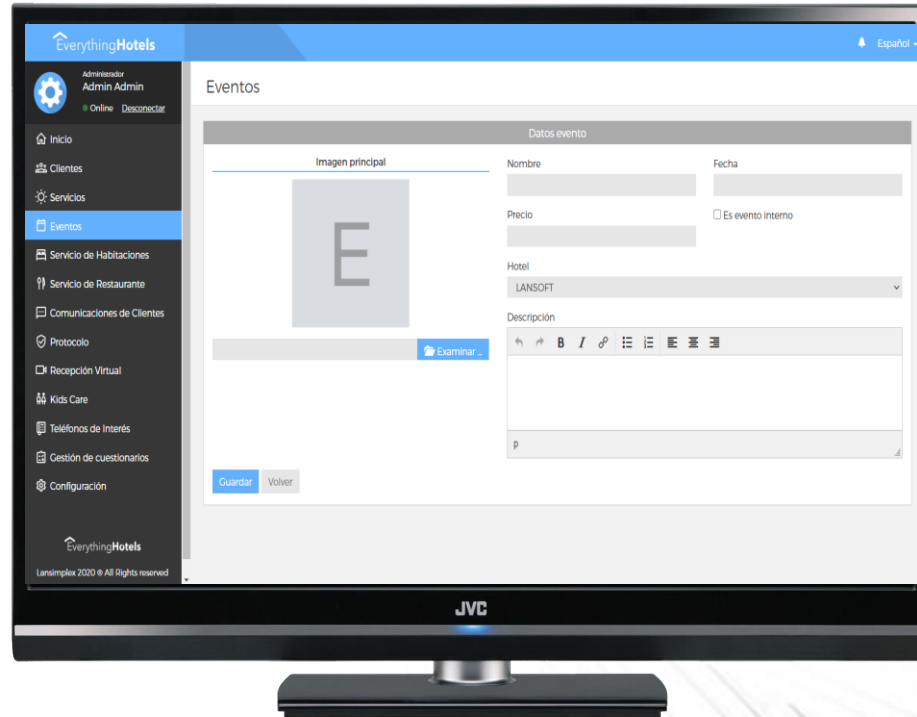 EverythingHotels
Español
Administrador
Admin Admin
Online Desconectar
Inicio
Clientes
Servicios
Eventos
Servicio de Habitaciones
Servicio de Restaurante
Comunicaciones de Clientes
Protocolo
Recepción Virtual
Kids Care
Teléfonos de Interés
Gestión de cuestionarios
Configuración
EverythingHotels
Lansimplex 2020 ® All Rights reserved
Eventos
Datos evento
Imagen principal
E
Examinar ...
Guardar Volver
Nombre Fecha
Precio Es evento interno
Hotel
LANSOFT
Descripción
B I
P
JVC